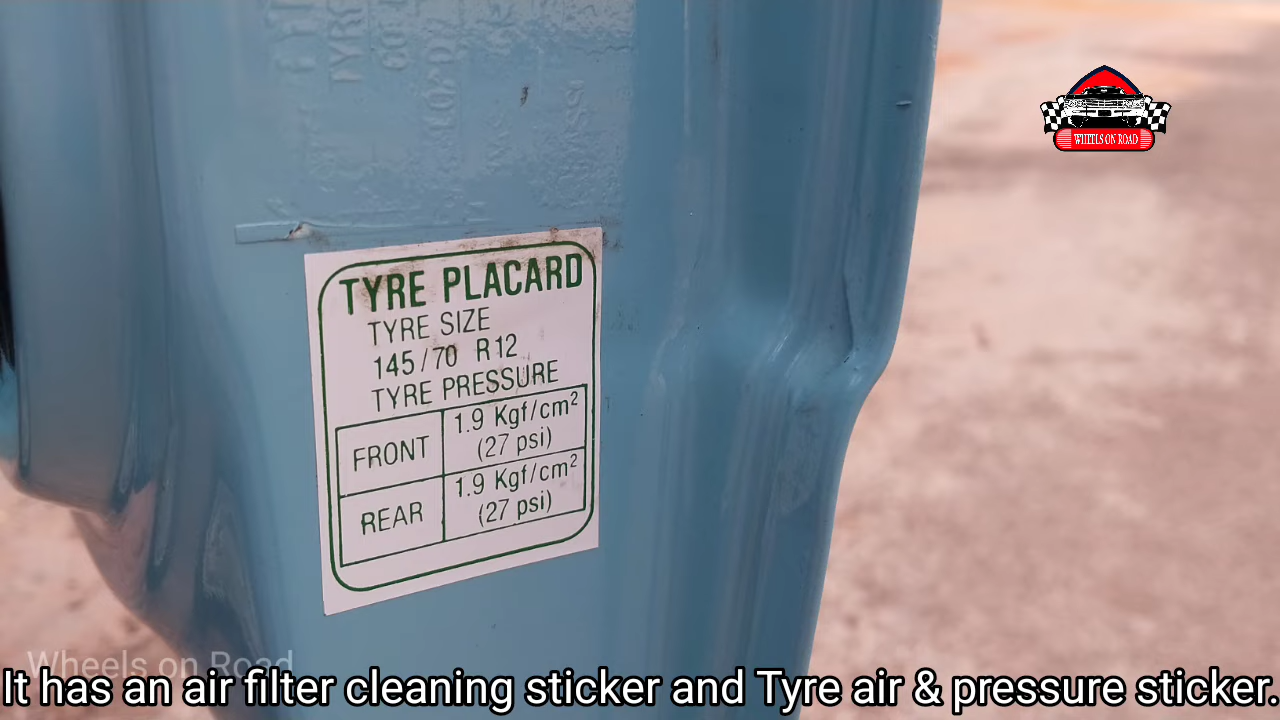 WHEELS ON ROAD
TYRE PLACARD
TYRE SIZE
145/70 R12
TYRE PRESSURE
FRONT 1.9 Kgf/cm²
(27 psi)
REAR 1.9 Kgf/cm²
(27 psi)
Wheels on Road
It has an air filter cleaning sticker and Tyre air & pressure sticker.